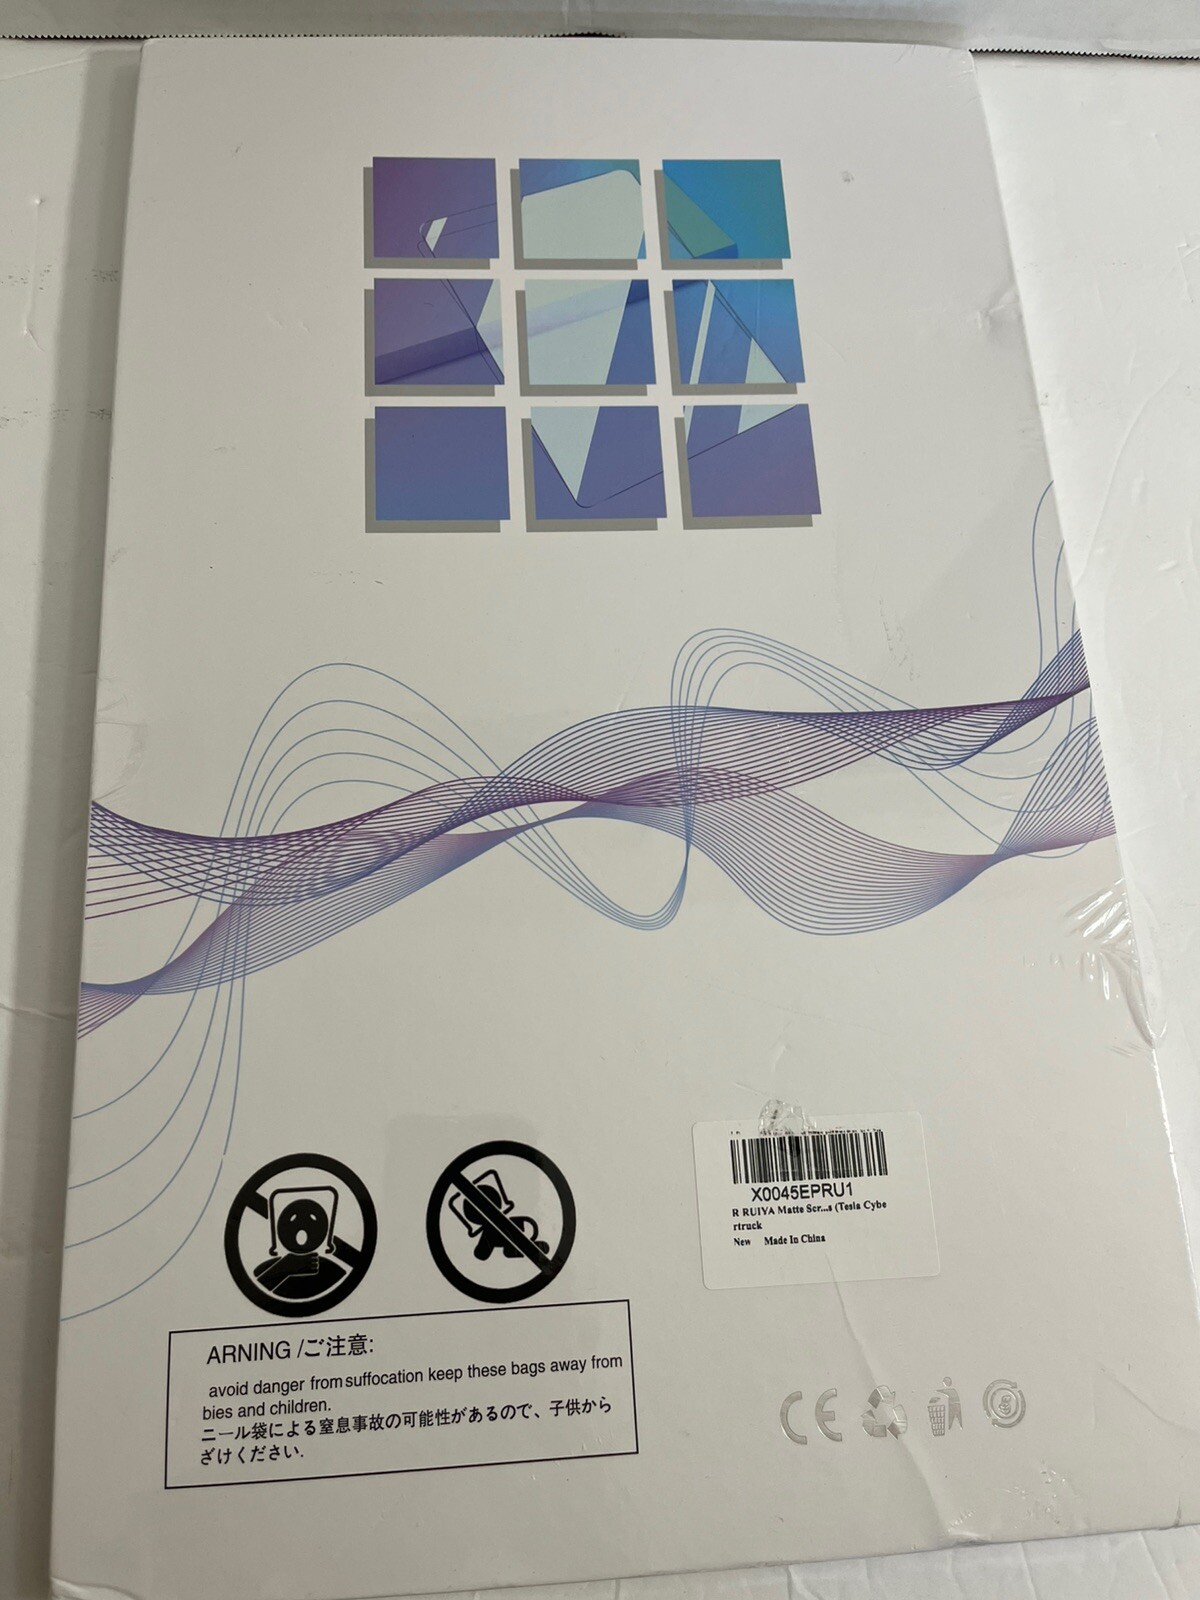 X0045EPRU1
R RUIYA Matte Scr...s (Tesla Cybe
rtruck
New Made In China
ARNING /ご注意:
avoid danger from suffocation keep these bags away from
bies and children.
ニール袋による窒息事故の可能性があるので、子供から
ざけください.
CE